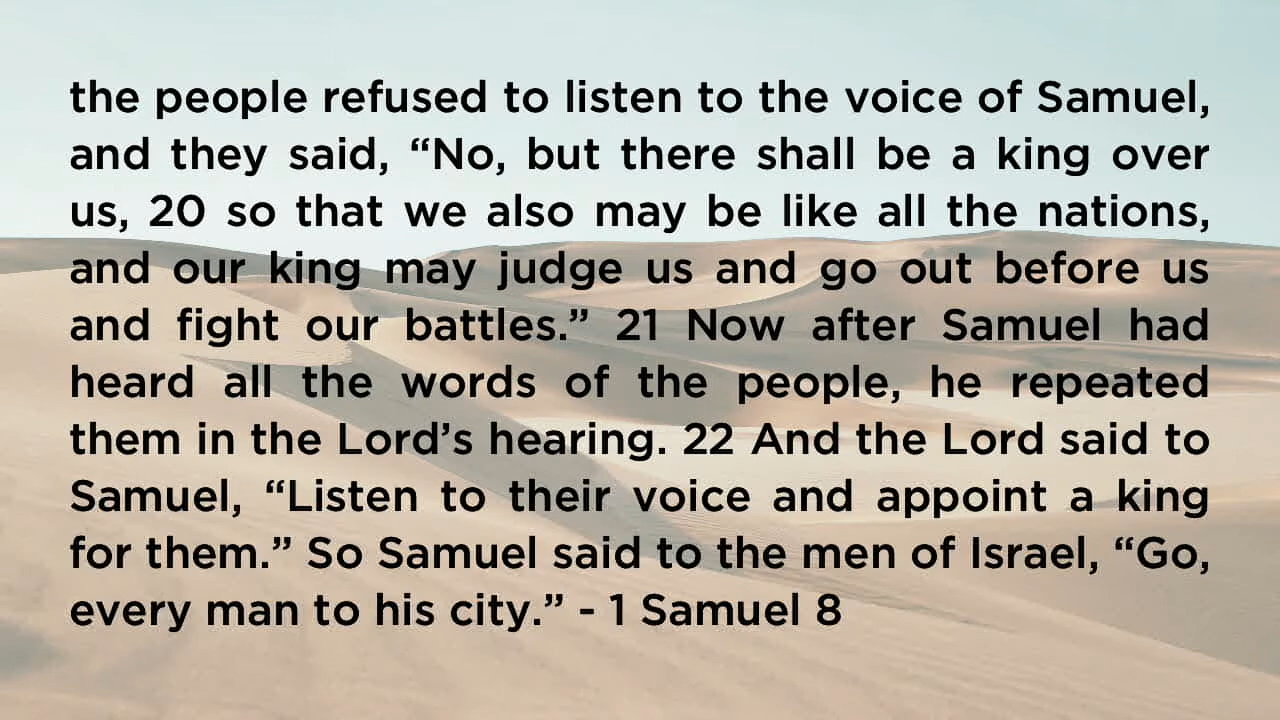 the people refused to listen to the voice of Samuel,
and they said, “No, but there shall be a king over
us, 20 so that we also may be like all the nations,
and our king may judge us and go out before us
and fight our battles.” 21 Now after Samuel had
heard all the words of the people, he repeated
them in the Lord’s hearing. 22 And the Lord said to
Samuel, “Listen to their voice and appoint a king
for them.” So Samuel said to the men of Israel, “Go,
every man to his city.” - 1 Samuel 8